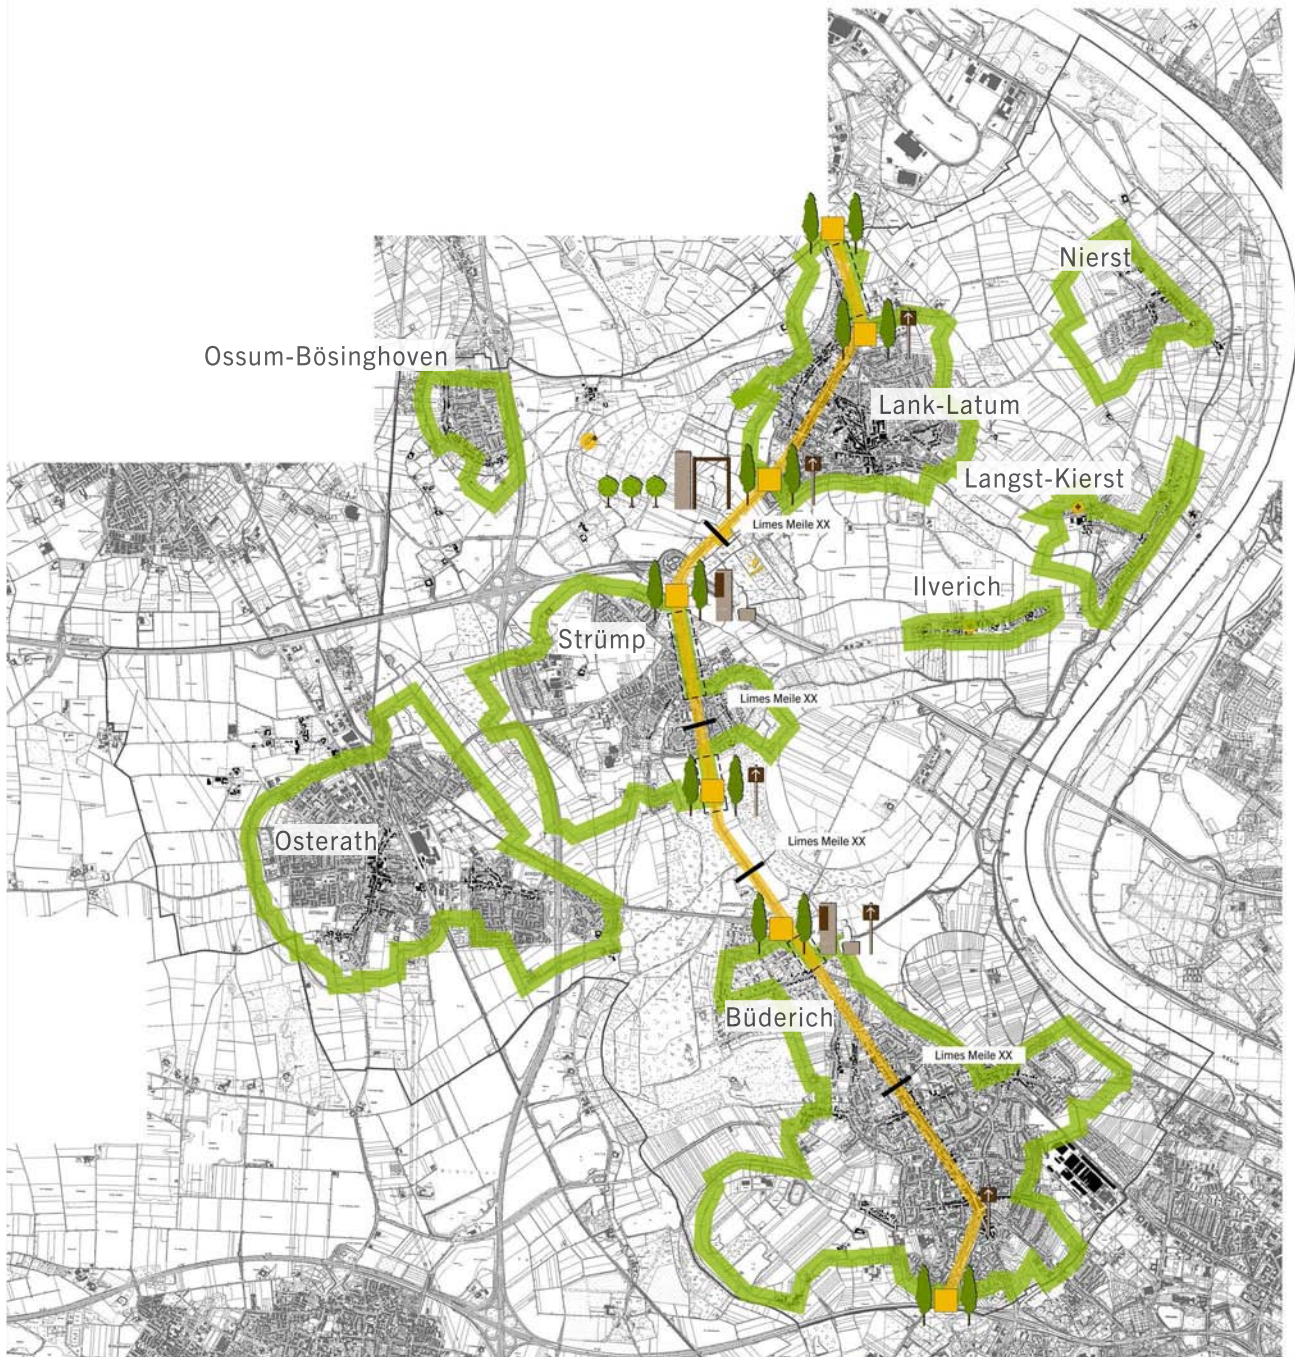 Nierst
Ossum-Bösinghoven
Lank-Latum
Langst-Kierst
Limes Meile XX
Ilverich
Strümp
Limes Meile XX
Osterath
Limes Meile XX
Büderich
Limes Meile XX